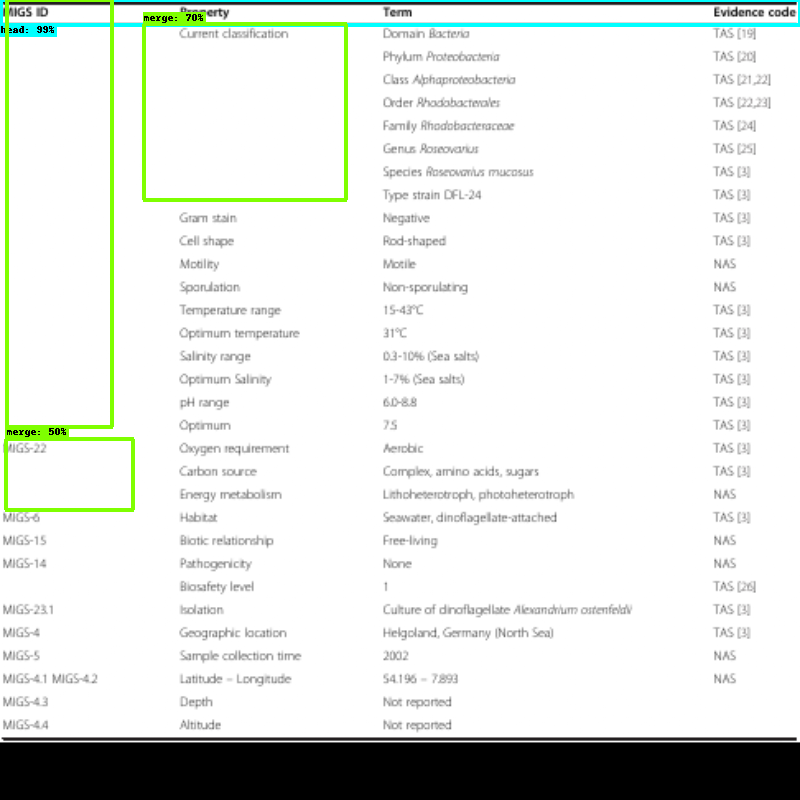 merge: 70%
MIGS ID Property Term Evidence code
head: 99%
Current classification Domain Bacteria TAS [19]
Phylum Proteobacteria TAS [20]
Class Alphaproteobacteria TAS [21,22]
Order Rhodobacterales TAS [22,23]
Family Rhodobacteraceae TAS [24]
Genus Roseovarius TAS [25]
Species Roseovarius mucosus TAS [3]
Type strain DFL-24 TAS [3]
Gram stain Negative TAS [3]
Cell shape Rod-shaped TAS [3]
Motility Motile NAS
Sporulation Non-sporulating NAS
Temperature range 15-43°C TAS [3]
Optimum temperature 31°C TAS [3]
Salinity range 0.3-10% (Sea salts) TAS [3]
Optimum Salinity 1-7% (Sea salts) TAS [3]
pH range 6.0-8.8 TAS [3]
Optimum 7.5 TAS [3]
merge: 50%
MIGS-22 Oxygen requirement Aerobic TAS [3]
Carbon source Complex, amino acids, sugars TAS [3]
Energy metabolism Lithoheterotroph, photoheterotroph NAS
MIGS-6 Habitat Seawater, dinoflagellate-attached TAS [3]
MIGS-15 Biotic relationship Free-living NAS
MIGS-14 Pathogenicity None NAS
Biosafety level 1 TAS [26]
MIGS-23.1 Isolation Culture of dinoflagellate Alexandrium ostenfeldii TAS [3]
MIGS-4 Geographic location Helgoland, Germany (North Sea) TAS [3]
MIGS-5 Sample collection time 2002 NAS
MIGS-4.1 MIGS-4.2 Latitude – Longitude 54.196 – 7.893 NAS
MIGS-4.3 Depth Not reported
MIGS-4.4 Altitude Not reported